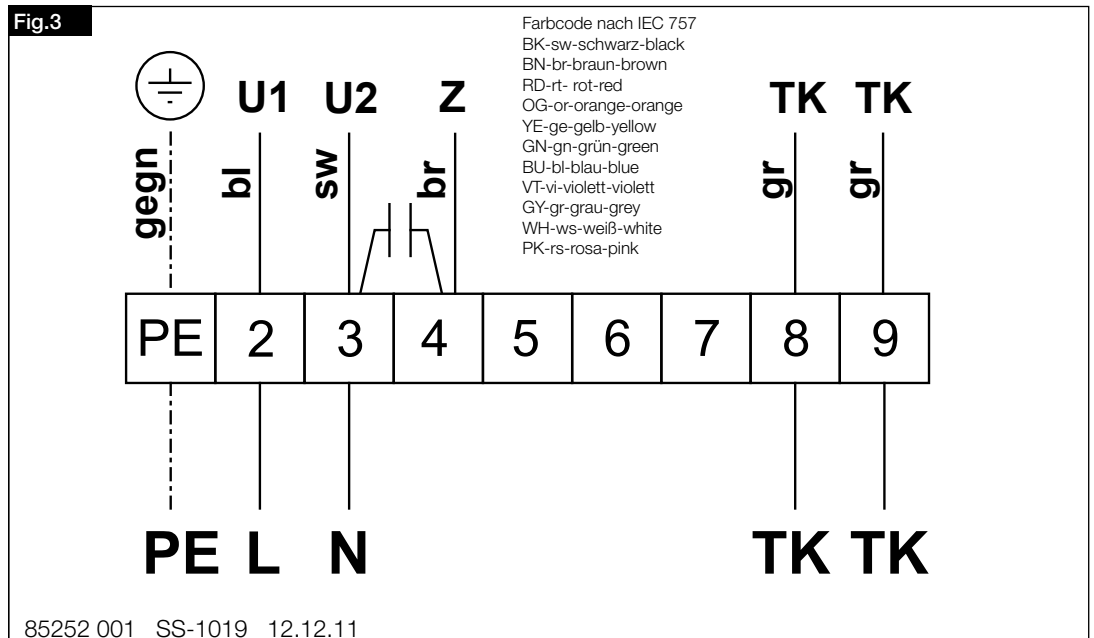 Fig.3
Farbcode nach IEC 757
BK-sw-schwarz-black
BN-br-braun-brown
RD-rt- rot-red
OG-or-orange-orange
YE-ge-gelb-yellow
GN-gn-grün-green
BU-bl-blau-blue
VT-vi-violett-violett
GY-gr-grau-grey
WH-ws-weiß-white
PK-rs-rosa-pink
U1 U2 Z TK TK
gegn bl sw br gr gr
PE 2 3 4 5 6 7 8 9
PE L N TK TK
85252 001 SS-1019 12.12.11